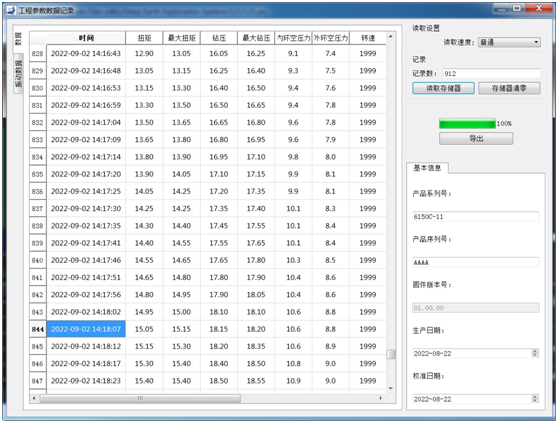 工程参数数据记录
数据
振动数据
时间 扭矩 最大扭矩 钻压 最大钻压 内环空压力 外环空压力 转速
828 2022-09-02 14:16:43 12.90 13.05 16.05 16.25 9.1 7.4 1999
829 2022-09-02 14:16:48 13.05 13.15 16.25 16.40 9.3 7.5 1999
830 2022-09-02 14:16:53 13.15 13.30 16.40 16.50 9.4 7.6 1999
831 2022-09-02 14:16:59 13.30 13.50 16.50 16.65 9.4 7.8 1999
832 2022-09-02 14:17:04 13.50 13.65 16.65 16.80 9.6 7.8 1999
833 2022-09-02 14:17:09 13.65 13.80 16.80 16.95 9.6 7.9 1999
834 2022-09-02 14:17:14 13.80 13.90 16.95 17.10 9.8 8.0 1999
835 2022-09-02 14:17:20 13.90 14.05 17.10 17.15 9.9 8.1 1999
836 2022-09-02 14:17:25 14.05 14.25 17.20 17.35 9.9 8.1 1999
837 2022-09-02 14:17:30 14.25 14.25 17.35 17.40 10.1 8.3 1999
838 2022-09-02 14:17:35 14.30 14.40 17.45 17.55 10.1 8.4 1999
839 2022-09-02 14:17:41 14.40 14.55 17.55 17.65 10.1 8.4 1999
840 2022-09-02 14:17:46 14.55 14.65 17.65 17.80 10.3 8.5 1999
841 2022-09-02 14:17:51 14.65 14.80 17.80 17.90 10.4 8.6 1999
842 2022-09-02 14:17:56 14.80 14.95 17.90 18.05 10.4 8.6 1999
843 2022-09-02 14:18:02 14.95 15.00 18.10 18.10 10.6 8.8 1999
844 2022-09-02 14:18:07 15.05 15.15 18.15 18.20 10.6 8.8 1999
845 2022-09-02 14:18:12 15.15 15.30 18.20 18.35 10.6 8.9 1999
846 2022-09-02 14:18:17 15.30 15.40 18.40 18.50 10.8 9.0 1999
847 2022-09-02 14:18:23 15.40 15.40 18.50 18.55 10.9 9.0 1999
读取设置
读取速度: 普通
记录
记录数: 912
读取存储器 存储器清零
100%
导出
基本信息
产品系列号:
6150C-11
产品序列号:
AAAA
固件版本号:
01.00.00
生产日期:
2022-08-22
校准日期:
2022-08-22